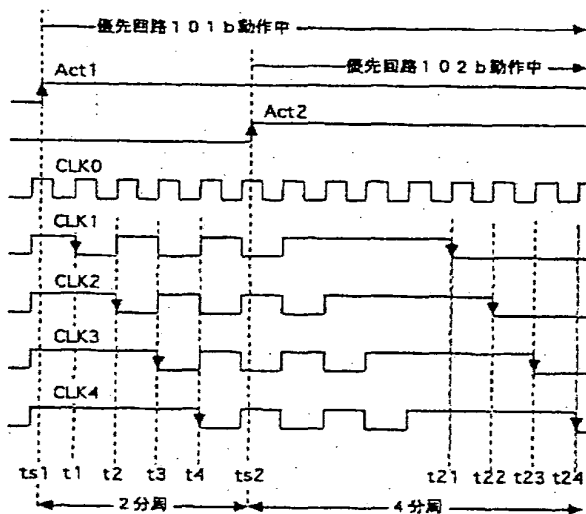 優先回路101b動作中
優先回路102b動作中
Act1
Act2
CLK0
CLK1
CLK2
CLK3
CLK4
ts1 t1 t2 t3 t4 ts2 t21 t22 t23 t24
2分周 4分周